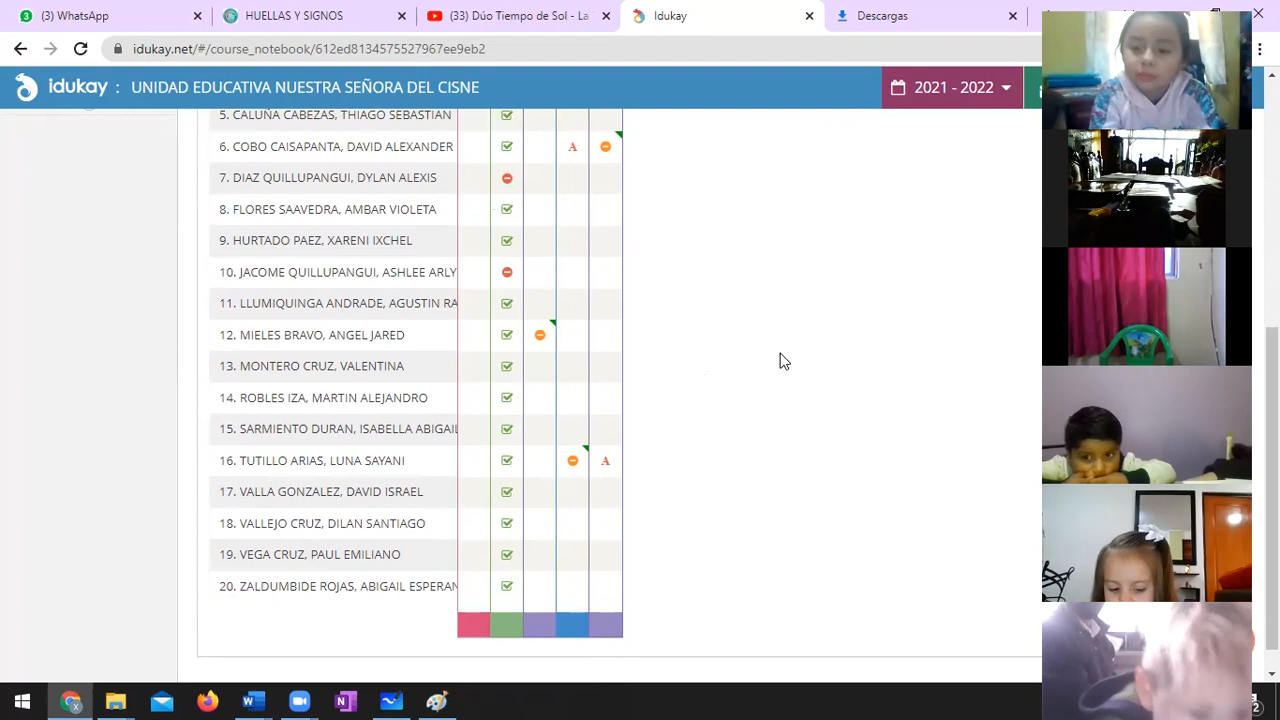 (3) WhatsApp
HUELLAS Y SIGNOS
(33) Dúo Tiempo de Sol - La
Idukay
Descargas
idukay.net/#/course_notebook/612ed8134575527967ee9eb2
idukay : UNIDAD EDUCATIVA NUESTRA SEÑORA DEL CISNE
2021 - 2022
5. CALUÑA CABEZAS, THIAGO SEBASTIAN
6. COBO CAISAPANTA, DAVID ALEXANDER A
7. DIAZ QUILLUPANGUI, DYLAN ALEXIS
8. FLORES SAAVEDRA, AMBAR VIOLETA
9. HURTADO PAEZ, XARENI IXCHEL
10. JACOME QUILLUPANGUI, ASHLEE ARLY
11. LLUMIQUINGA ANDRADE, AGUSTIN RA
12. MIELES BRAVO, ANGEL JARED
13. MONTERO CRUZ, VALENTINA
14. ROBLES IZA, MARTIN ALEJANDRO
15. SARMIENTO DURAN, ISABELLA ABIGAIL
16. TUTILLO ARIAS, LUNA SAYANI A
17. VALLA GONZALEZ, DAVID ISRAEL
18. VALLEJO CRUZ, DILAN SANTIAGO
19. VEGA CRUZ, PAUL EMILIANO
20. ZALDUMBIDE ROJAS, ABIGAIL ESPERAN